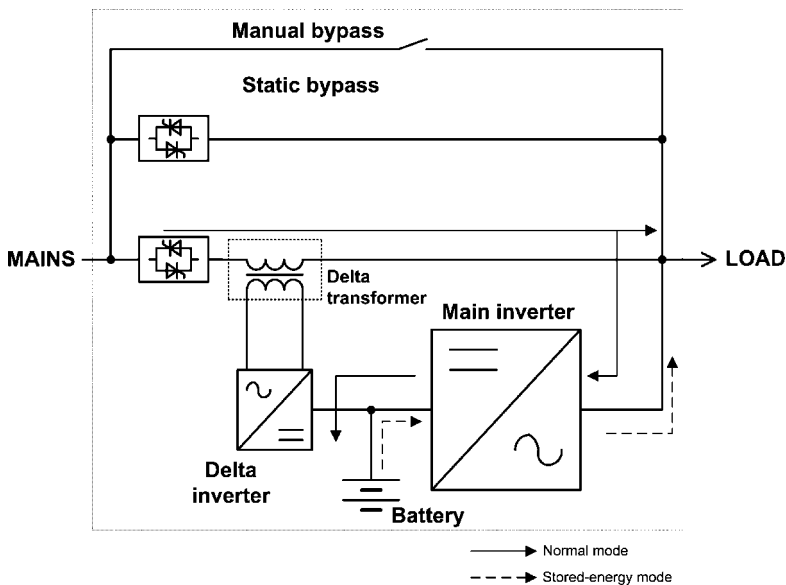 Manual bypass
Static bypass
MAINS
LOAD
Delta
transformer
Main inverter
Delta
inverter
Battery
Normal mode
Stored-energy mode